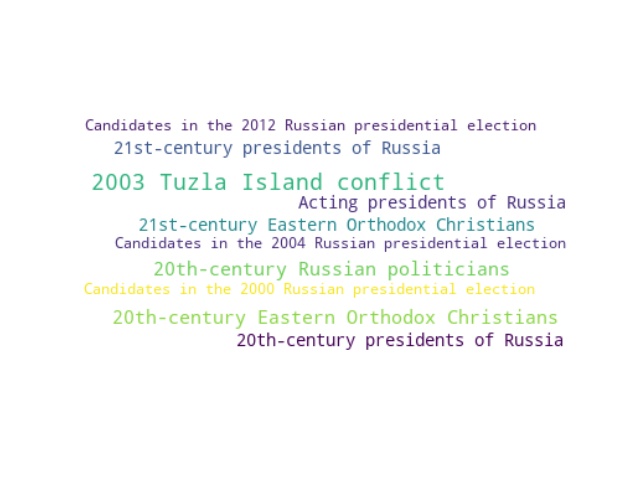 Candidates in the 2012 Russian presidential election
21st-century presidents of Russia
2003 Tuzla Island conflict
Acting presidents of Russia
21st-century Eastern Orthodox Christians
Candidates in the 2004 Russian presidential election
20th-century Russian politicians
Candidates in the 2000 Russian presidential election
20th-century Eastern Orthodox Christians
20th-century presidents of Russia